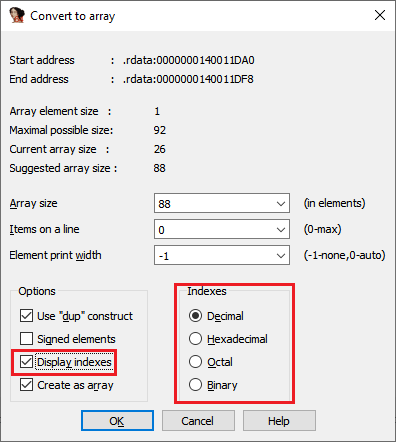 Convert to array
Start address : .rdata:0000000140011DA0
End address : .rdata:0000000140011DF8
Array element size : 1
Maximal possible size: 92
Current array size : 26
Suggested array size : 88
Array size 88 (in elements)
Items on a line 0 (0-max)
Element print width -1 (-1-none,0-auto)
Options
Use "dup" construct
Signed elements
Display indexes
Create as array
Indexes
Decimal
Hexadecimal
Octal
Binary
OK Cancel Help